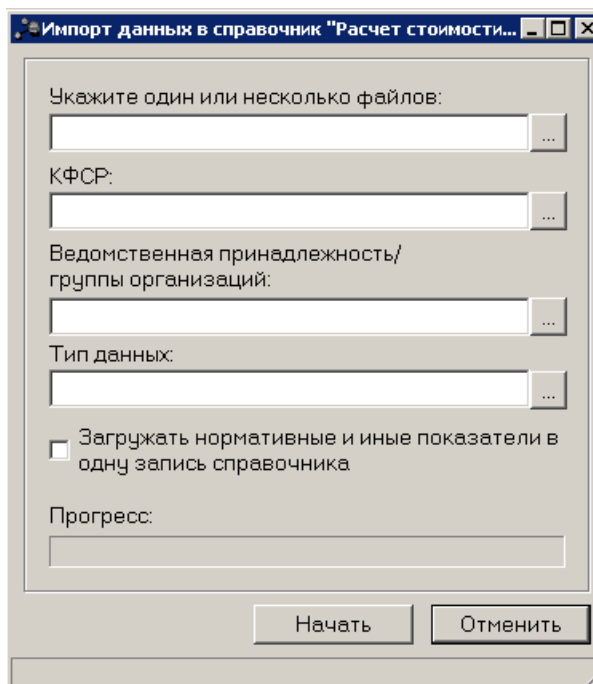 Импорт данных в справочник "Расчет стоимости...
Укажите один или несколько файлов:
...
КФСР:
...
Ведомственная принадлежность/
группы организаций:
...
Тип данных:
...
Загружать нормативные и иные показатели в
одну запись справочника
Прогресс:
Начать
Отменить